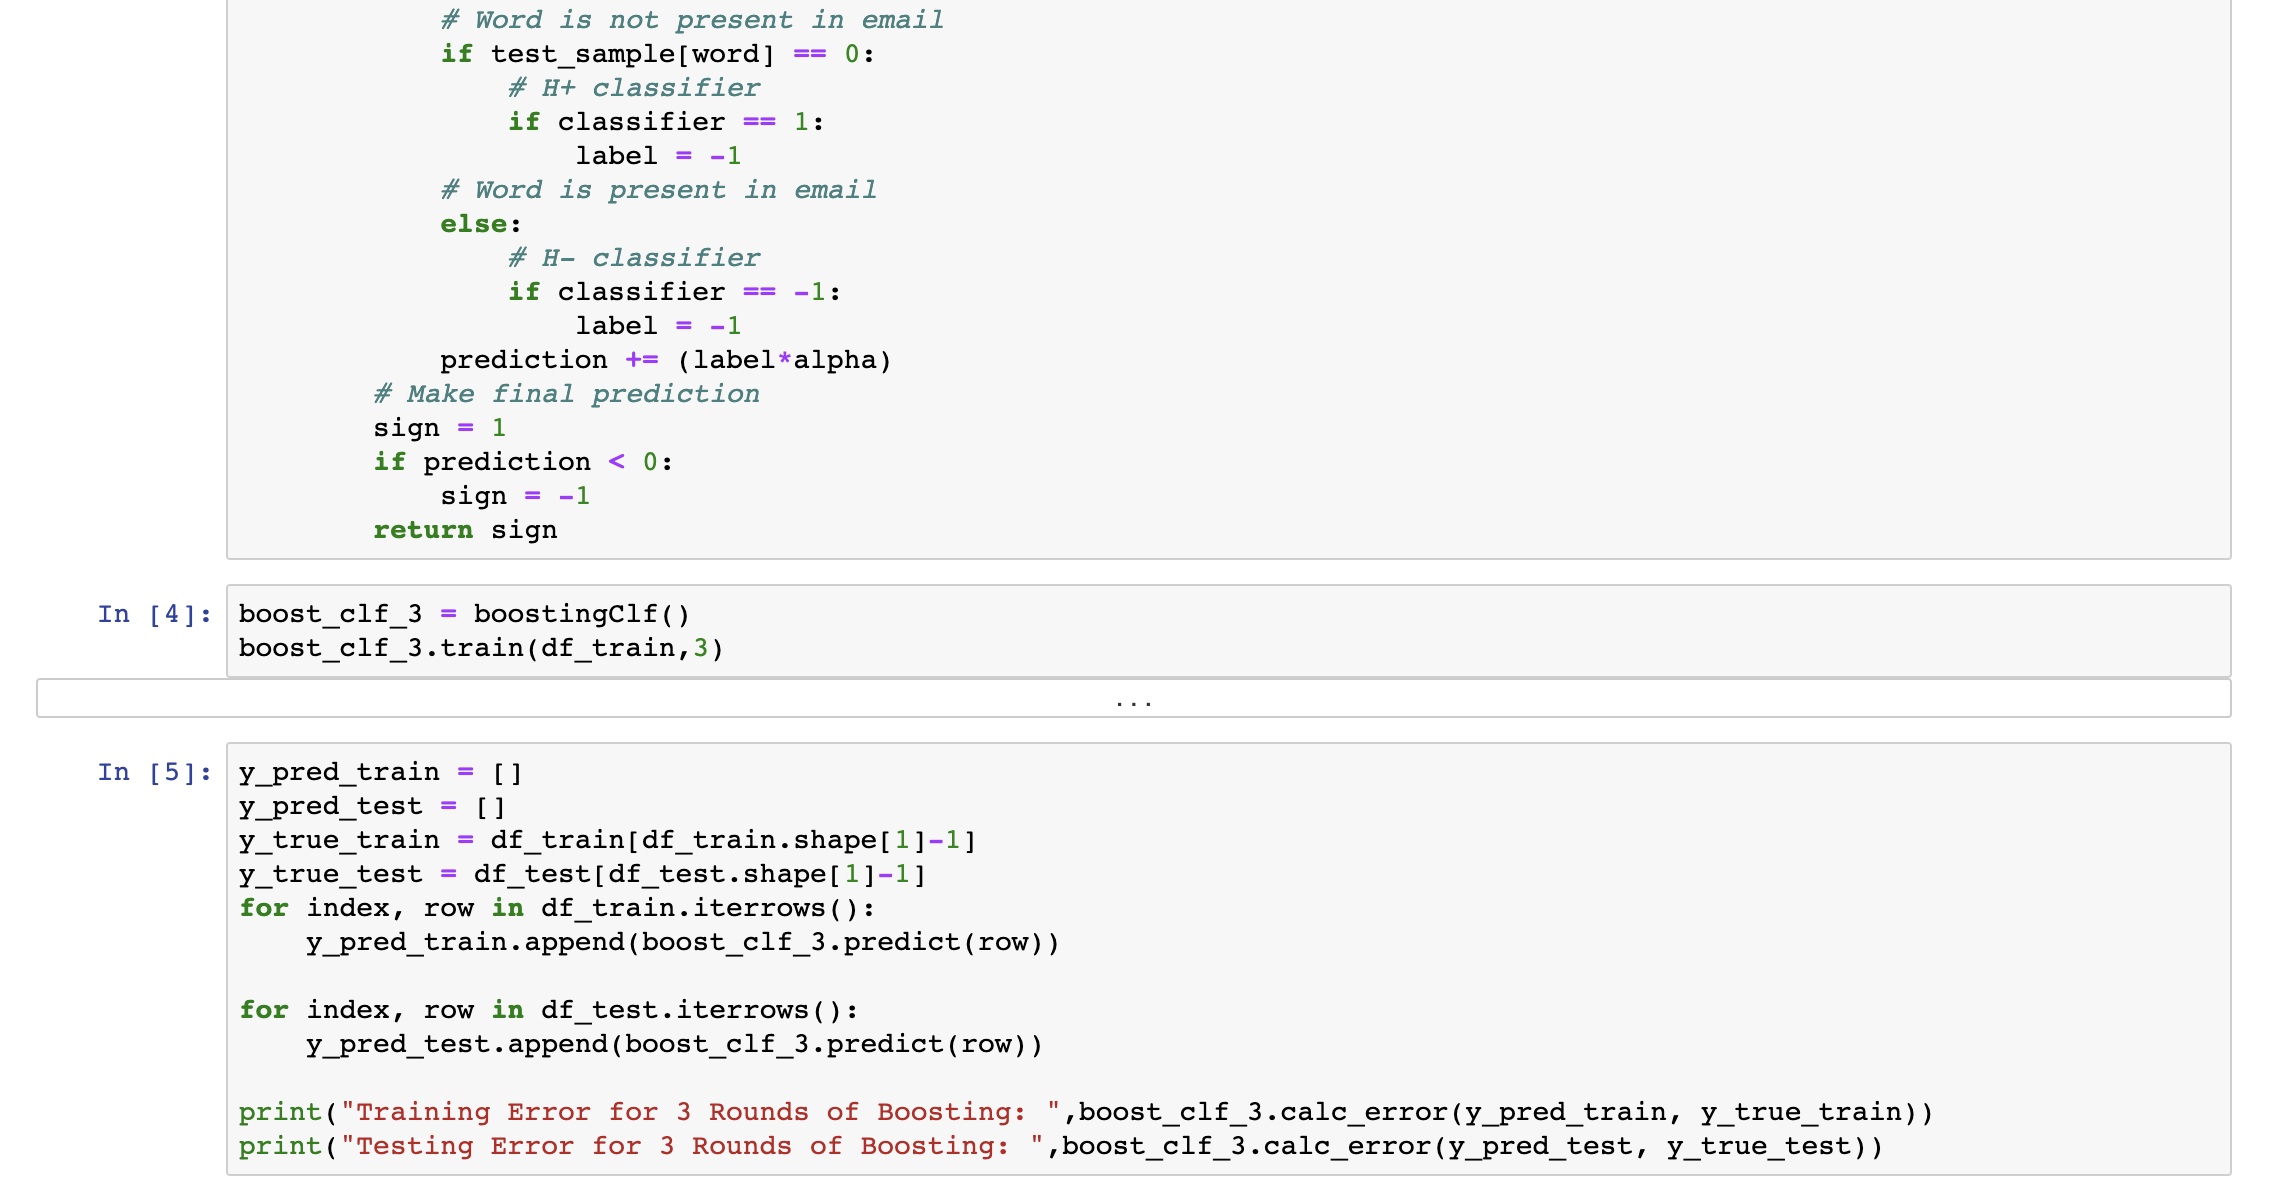 # Word is not present in email
if test_sample[word] == 0:
# H+ classifier
if classifier == 1:
label = -1
# Word is present in email
else:
# H- classifier
if classifier == -1:
label = -1
prediction += (label*alpha)
# Make final prediction
sign = 1
if prediction < 0:
sign = -1
return sign
In [4]: boost_clf_3 = boostingClf()
boost_clf_3.train(df_train,3)
...
In [5]: y_pred_train = []
y_pred_test = []
y_true_train = df_train[df_train.shape[1]-1]
y_true_test = df_test[df_test.shape[1]-1]
for index, row in df_train.iterrows():
y_pred_train.append(boost_clf_3.predict(row))
for index, row in df_test.iterrows():
y_pred_test.append(boost_clf_3.predict(row))
print("Training Error for 3 Rounds of Boosting: ",boost_clf_3.calc_error(y_pred_train, y_true_train))
print("Testing Error for 3 Rounds of Boosting: ",boost_clf_3.calc_error(y_pred_test, y_true_test))